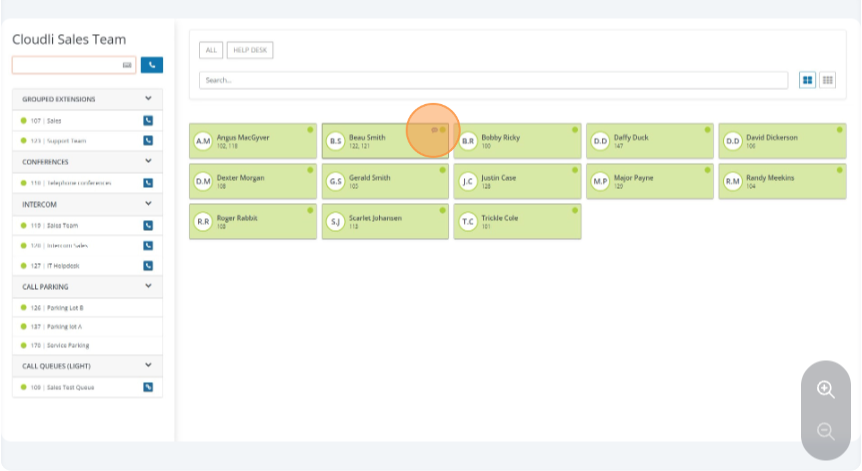 Cloudli Sales Team
GROUPED EXTENSIONS
107 | Sales
123 | Support Team
CONFERENCES
110 | Telephone conferences
INTERCOM
119 | Sales Team
120 | Intercom Sales
127 | IT Helpdesk
CALL PARKING
126 | Parking Lot B
187 | Parking lot A
170 | Service Parking
CALL QUEUES (LIGHT)
109 | Sales Test Queue
ALL
HELP DESK
Search...
A.M
Angus MacGyver
102, 116
B.S
Beau Smith
122, 121
B.R
Bobby Ricky
100
D.D
Daffy Duck
147
D.D
David Dickerson
106
D.M
Dexter Morgan
108
G.S
Gerald Smith
105
J.C
Justin Case
128
M.P
Major Payne
120
R.M
Randy Meekins
104
R.R
Roger Rabbit
103
S.J
Scarlet Johansen
118
T.C
Trickle Cole
101